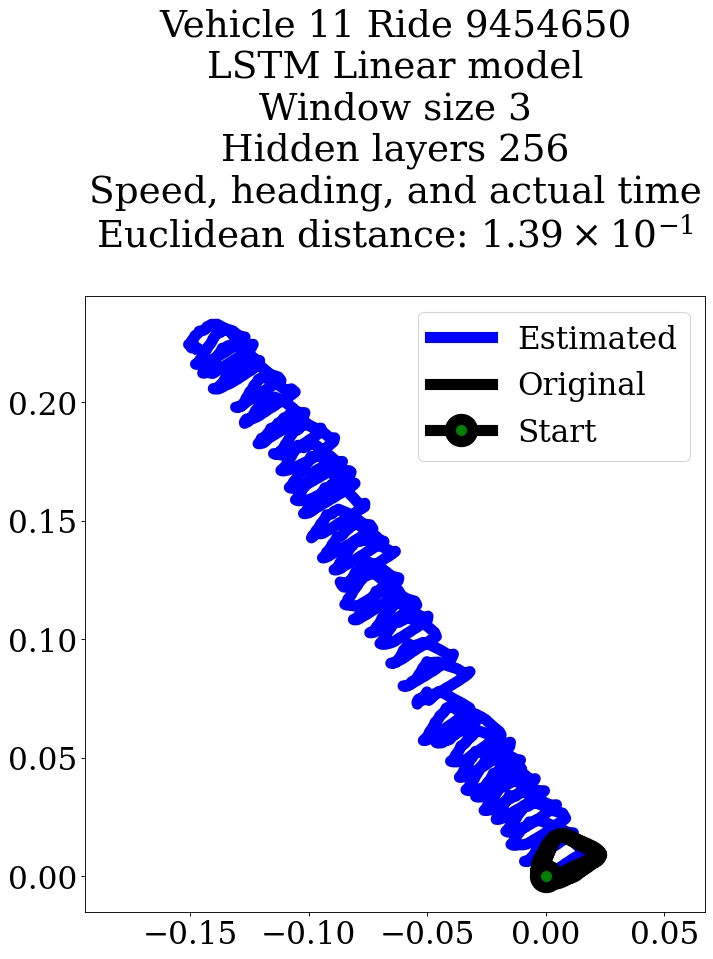 Vehicle 11 Ride 9454650
LSTM Linear model
Window size 3
Hidden layers 256
Speed, heading, and actual time
Euclidean distance: 1.39 × 10⁻¹
Estimated
Original
Start
0.20
0.15
0.10
0.05
0.00
−0.15 −0.10 −0.05 0.00 0.05